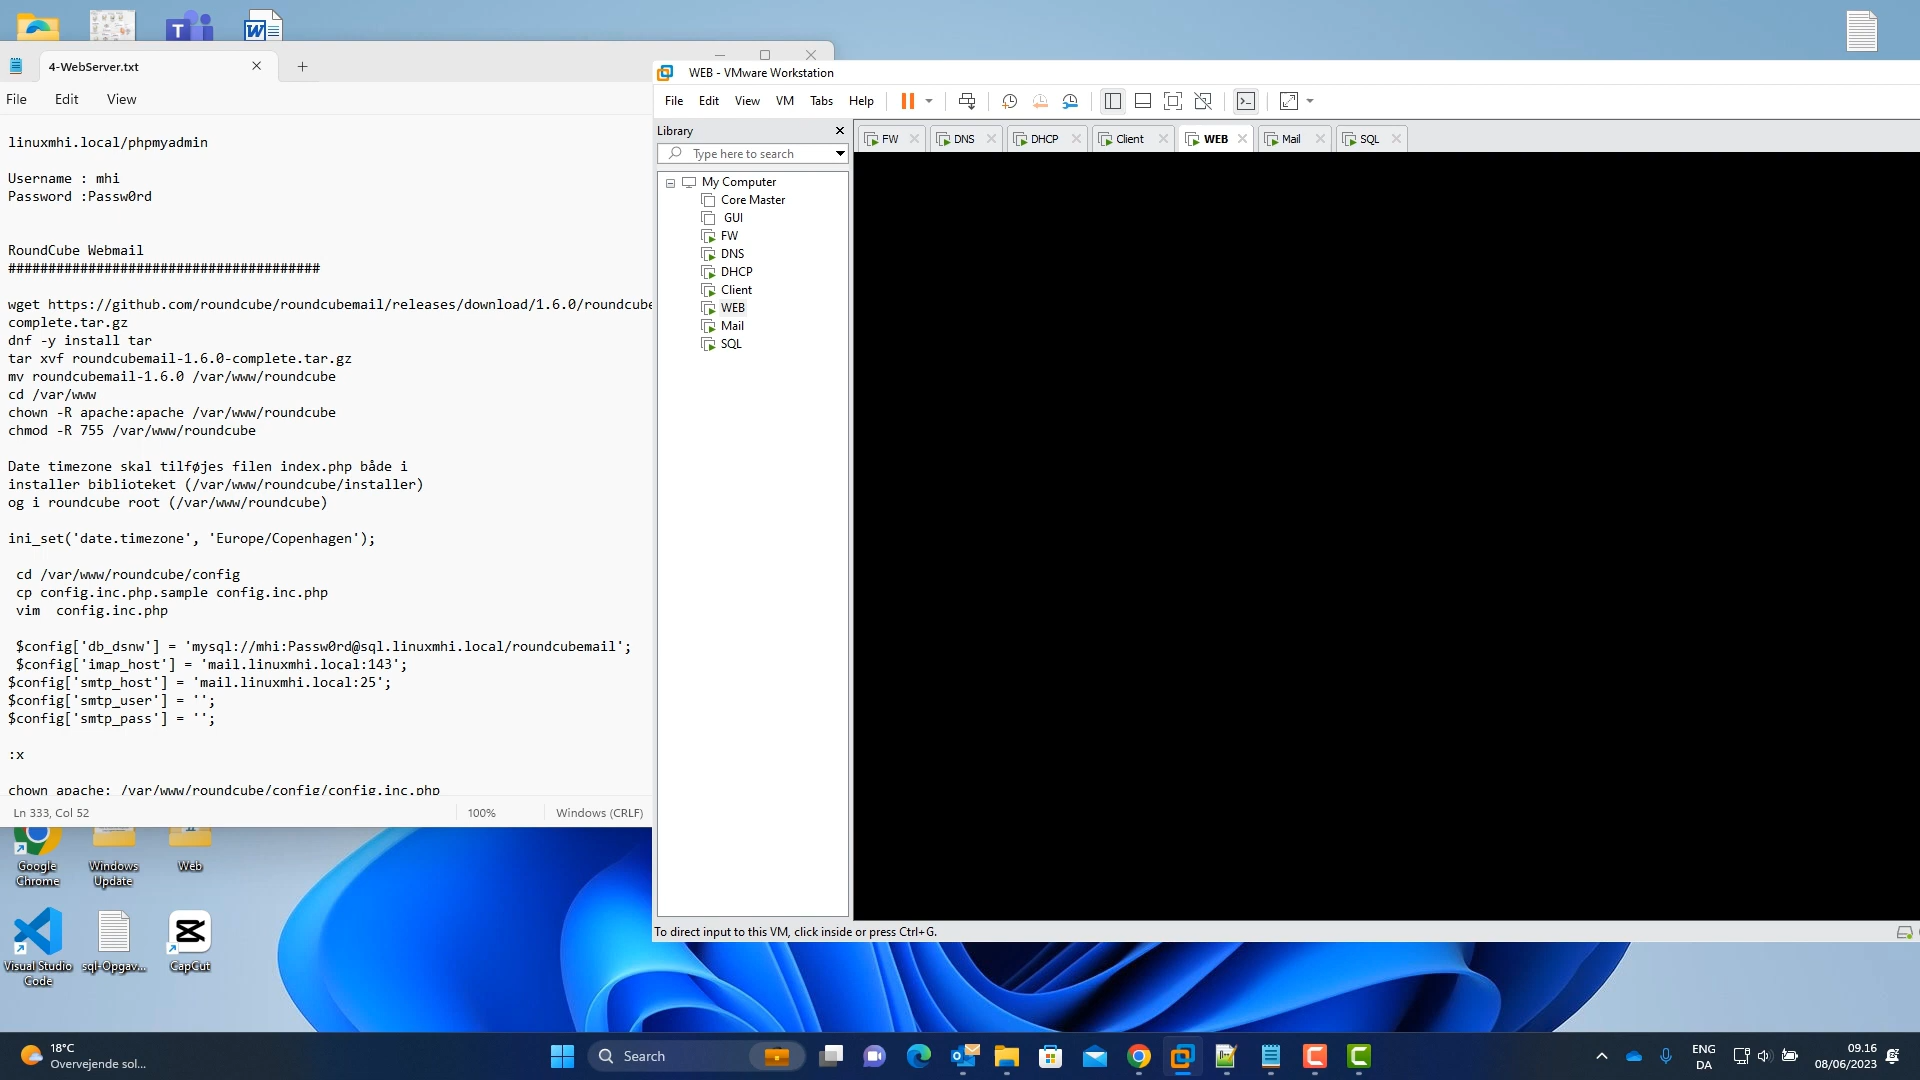 4-WebServer.txt
File Edit View
linuxmhi.local/phpmyadmin
Username : mhi
Password :Passw0rd
RoundCube Webmail
#######################################
wget https://github.com/roundcube/roundcubemail/releases/download/1.6.0/roundcube
complete.tar.gz
dnf -y install tar
tar xvf roundcubemail-1.6.0-complete.tar.gz
mv roundcubemail-1.6.0 /var/www/roundcube
cd /var/www
chown -R apache:apache /var/www/roundcube
chmod -R 755 /var/www/roundcube
Date timezone skal tilføjes filen index.php både i
installer biblioteket (/var/www/roundcube/installer)
og i roundcube root (/var/www/roundcube)
ini_set('date.timezone', 'Europe/Copenhagen');
cd /var/www/roundcube/config
cp config.inc.php.sample config.inc.php
vim  config.inc.php
$config['db_dsnw'] = 'mysql://mhi:Passw0rd@sql.linuxmhi.local/roundcubemail';
$config['imap_host'] = 'mail.linuxmhi.local:143';
$config['smtp_host'] = 'mail.linuxmhi.local:25';
$config['smtp_user'] = '';
$config['smtp_pass'] = '';
:x
chown apache: /var/www/roundcube/config/config.inc.php
Ln 333, Col 52 100% Windows (CRLF)
WEB - VMware Workstation
File Edit View VM Tabs Help
Library
Type here to search
My Computer
Core Master
GUI
FW
DNS
DHCP
Client
WEB
Mail
SQL
FW DNS DHCP Client WEB Mail SQL
To direct input to this VM, click inside or press Ctrl+G.
Google
Chrome
Windows
Update
Web
Visual Studio
Code
sql-Opgav...
CapCut
18°C
Overvejende sol...
Search
ENG
DA
09.16
08/06/2023